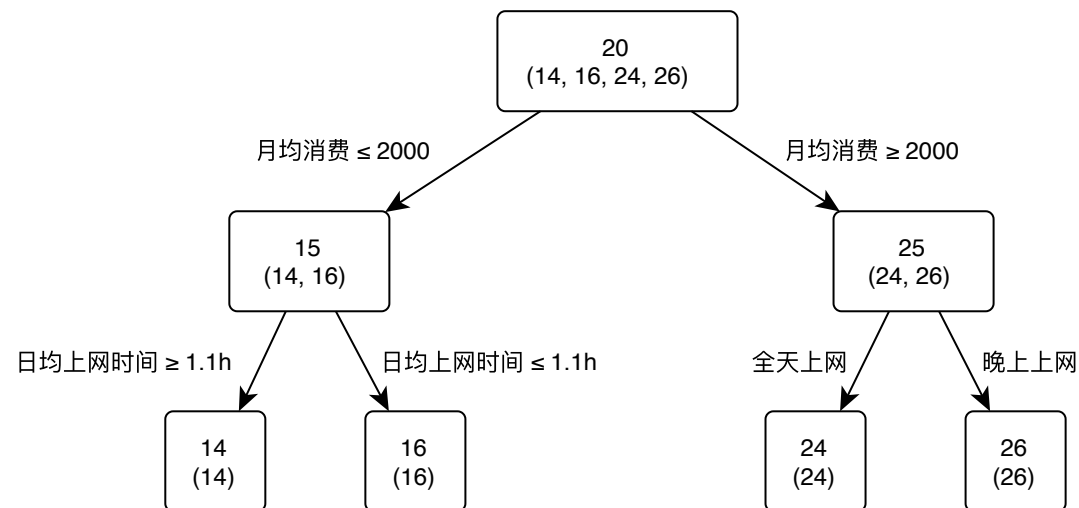 20
(14, 16, 24, 26)
月均消费 ≤ 2000
月均消费 ≥ 2000
15
(14, 16)
25
(24, 26)
日均上网时间 ≥ 1.1h
日均上网时间 ≤ 1.1h
全天上网
晚上上网
14
(14)
16
(16)
24
(24)
26
(26)